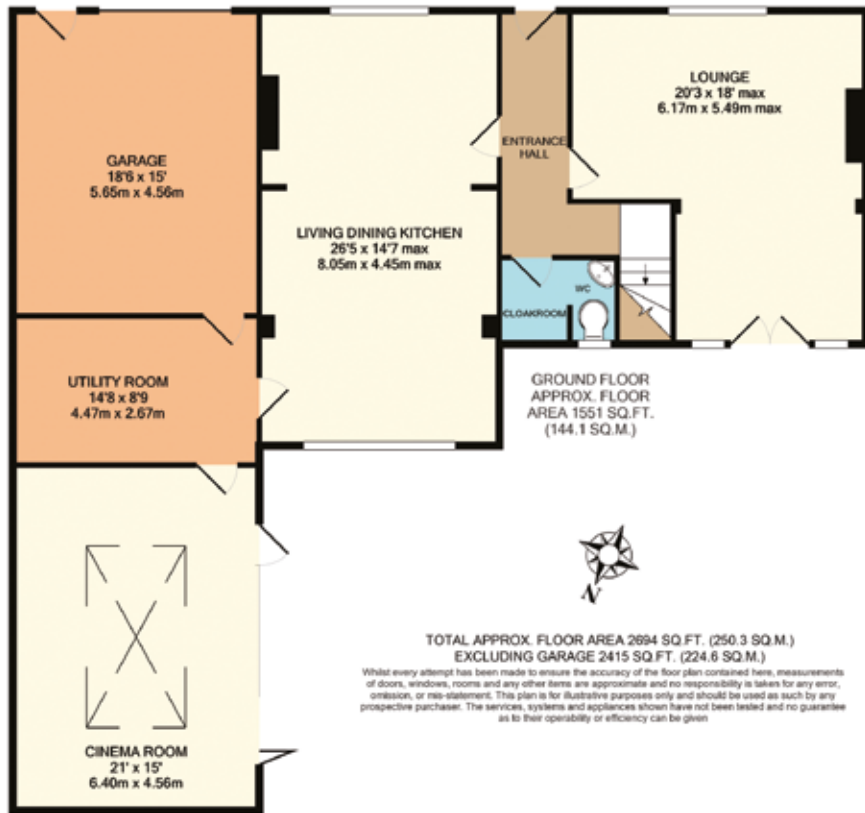 LOUNGE
20'3 x 18' max
6.17m x 5.49m max
ENTRANCE
HALL
GARAGE
18'6 x 15'
5.65m x 4.56m
LIVING DINING KITCHEN
26'5 x 14'7 max
8.05m x 4.45m max
WC
CLOAKROOM
UTILITY ROOM
14'8 x 8'9
4.47m x 2.67m
GROUND FLOOR
APPROX. FLOOR
AREA 1551 SQ.FT.
(144.1 SQ.M.)
N
TOTAL APPROX. FLOOR AREA 2694 SQ.FT. (250.3 SQ.M.)
EXCLUDING GARAGE 2415 SQ.FT. (224.6 SQ.M.)
Whilst every attempt has been made to ensure the accuracy of the floor plan contained here, measurements
of doors, windows, rooms and any other items are approximate and no responsibility is taken for any error,
omission, or mis-statement. This plan is for illustrative purposes only and should be used as such by any
prospective purchaser. The services, systems and appliances shown have not been tested and no guarantee
as to their operability or efficiency can be given
CINEMA ROOM
21' x 15'
6.40m x 4.56m